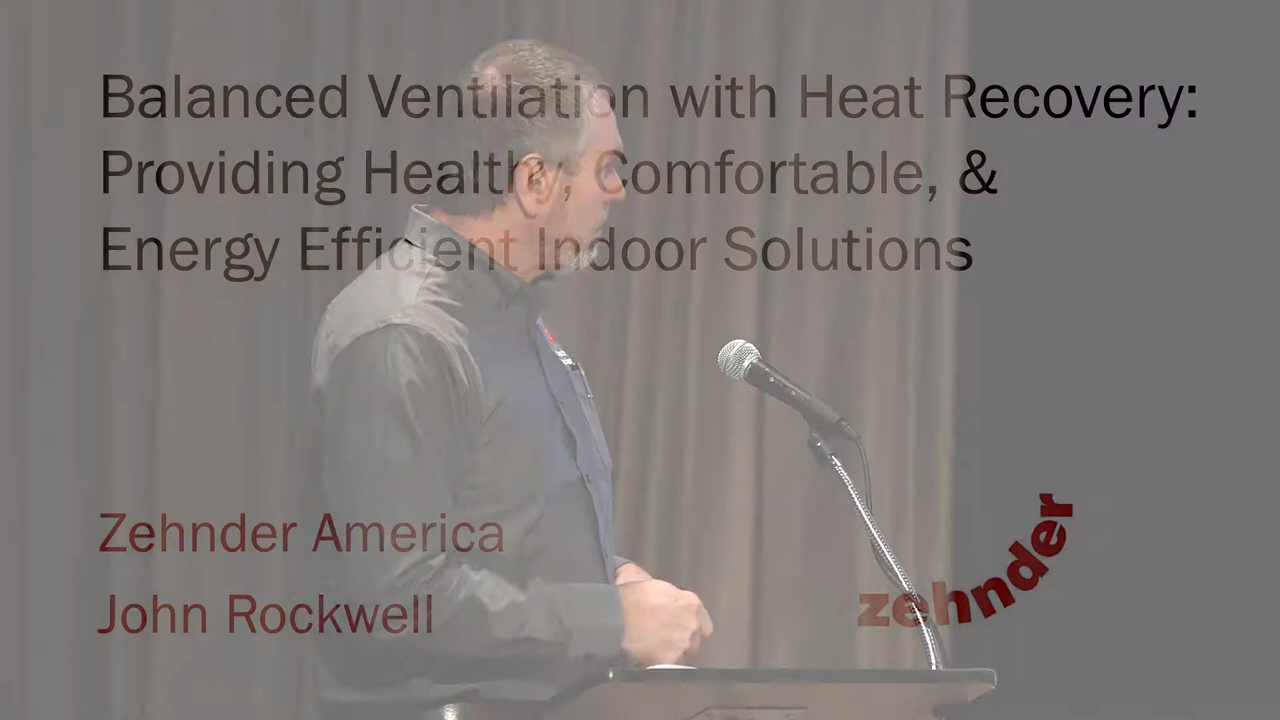 Balanced Ventilation with Heat Recovery:
Providing Healthy, Comfortable, &
Energy Efficient Indoor Solutions
Zehnder America
John Rockwell
zehnder